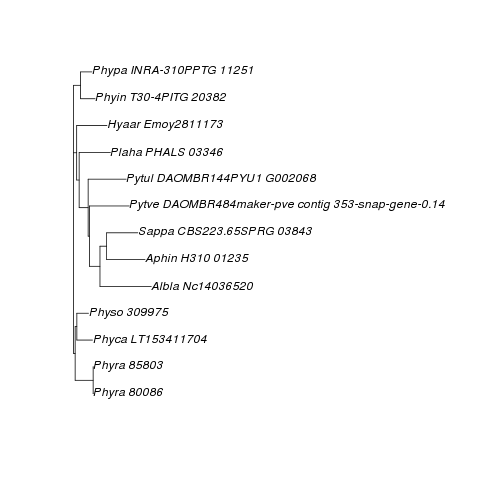 Phypa INRA-310PPTG 11251
Phyin T30-4PITG 20382
Hyaar Emoy2811173
Plaha PHALS 03346
Pytul DAOMBR144PYU1 G002068
Pytve DAOMBR484maker-pve contig 353-snap-gene-0.14
Sappa CBS223.65SPRG 03843
Aphin H310 01235
Albla Nc14036520
Physo 309975
Phyca LT153411704
Phyra 85803
Phyra 80086